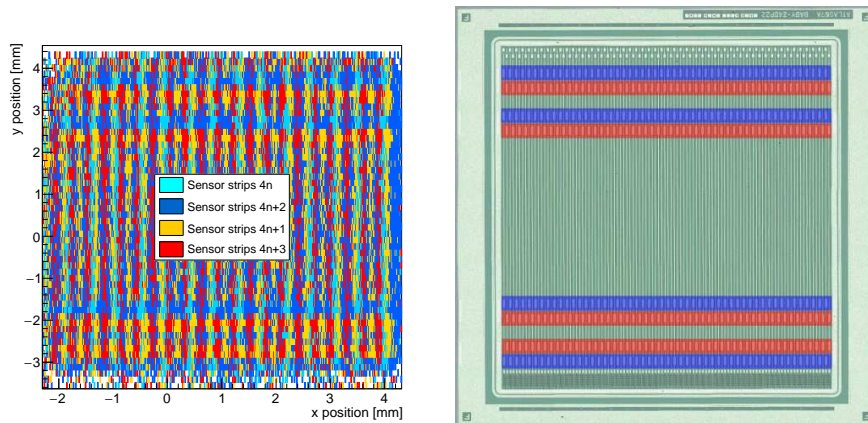 y position [mm]
4
3
2
1
0
−1
−2
−3
Sensor strips 4n
Sensor strips 4n+2
Sensor strips 4n+1
Sensor strips 4n+3
−2
−1
0
1
2
3
4
x position [mm]